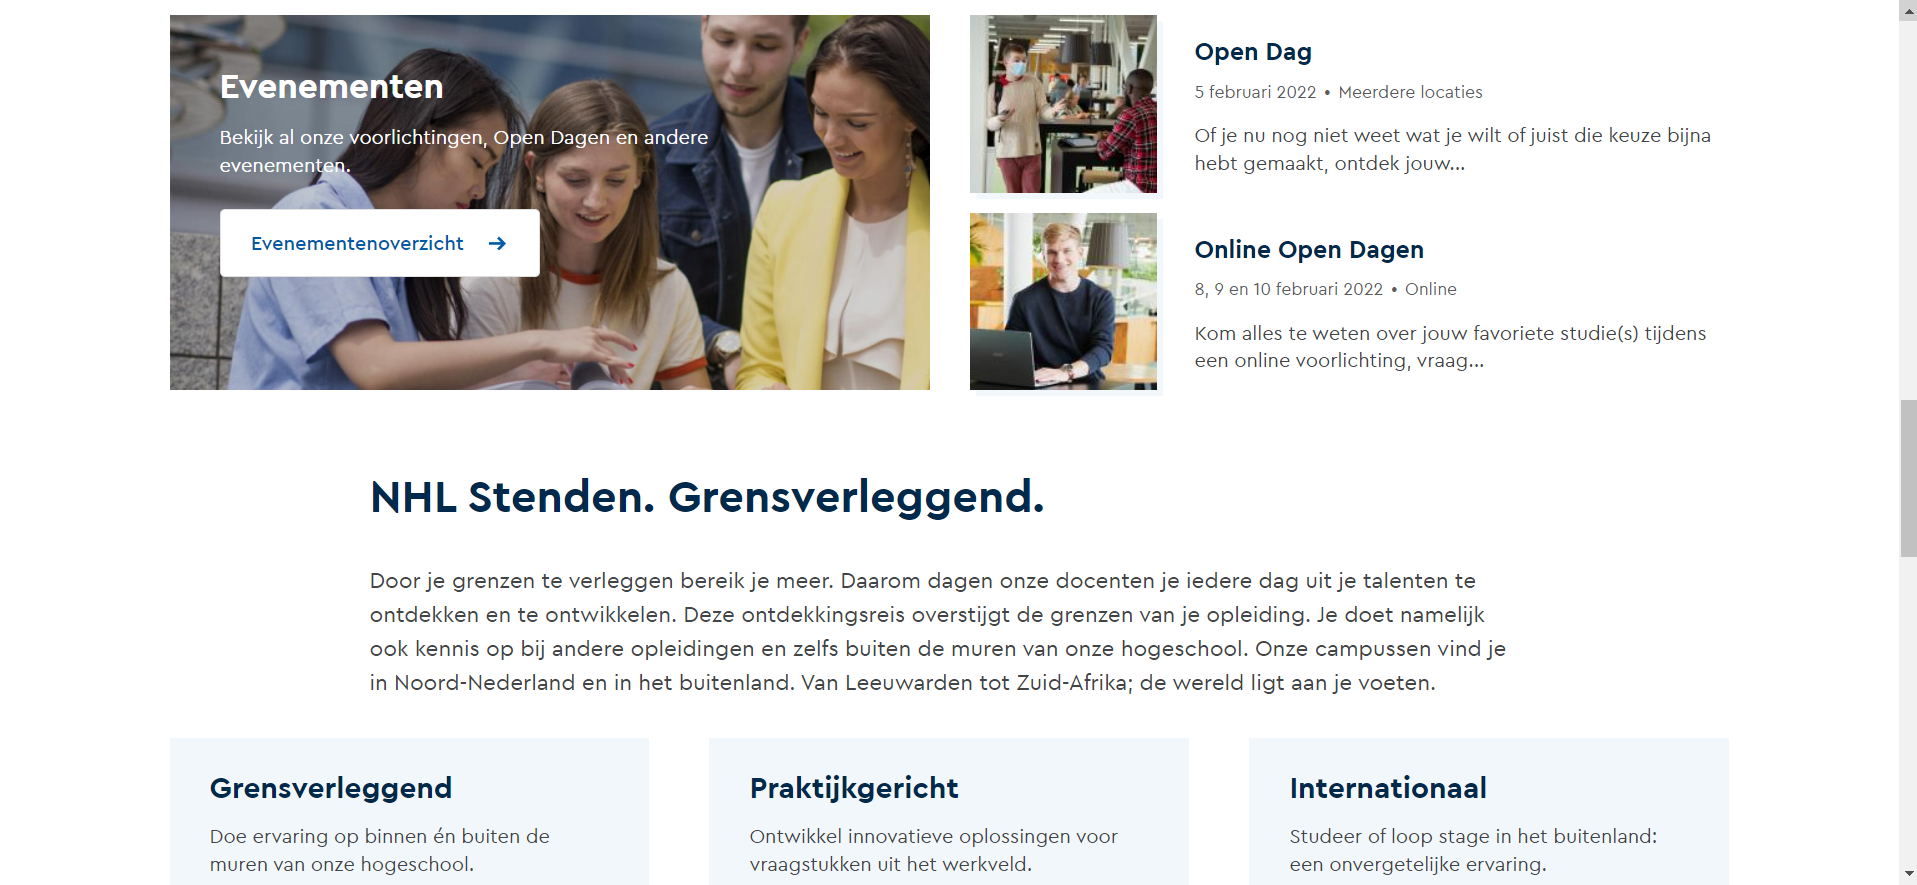 Evenementen
Bekijk al onze voorlichtingen, Open Dagen en andere
evenementen.
Evenementenoverzicht
Open Dag
5 februari 2022 • Meerdere locaties
Of je nu nog niet weet wat je wilt of juist die keuze bijna
hebt gemaakt, ontdek jouw...
Online Open Dagen
8, 9 en 10 februari 2022 • Online
Kom alles te weten over jouw favoriete studie(s) tijdens
een online voorlichting, vraag...
NHL Stenden. Grensverleggend.
Door je grenzen te verleggen bereik je meer. Daarom dagen onze docenten je iedere dag uit je talenten te
ontdekken en te ontwikkelen. Deze ontdekkingsreis overstijgt de grenzen van je opleiding. Je doet namelijk
ook kennis op bij andere opleidingen en zelfs buiten de muren van onze hogeschool. Onze campussen vind je
in Noord-Nederland en in het buitenland. Van Leeuwarden tot Zuid-Afrika; de wereld ligt aan je voeten.
Grensverleggend
Doe ervaring op binnen én buiten de
muren van onze hogeschool.
Praktijkgericht
Ontwikkel innovatieve oplossingen voor
vraagstukken uit het werkveld.
Internationaal
Studeer of loop stage in het buitenland:
een onvergetelijke ervaring.